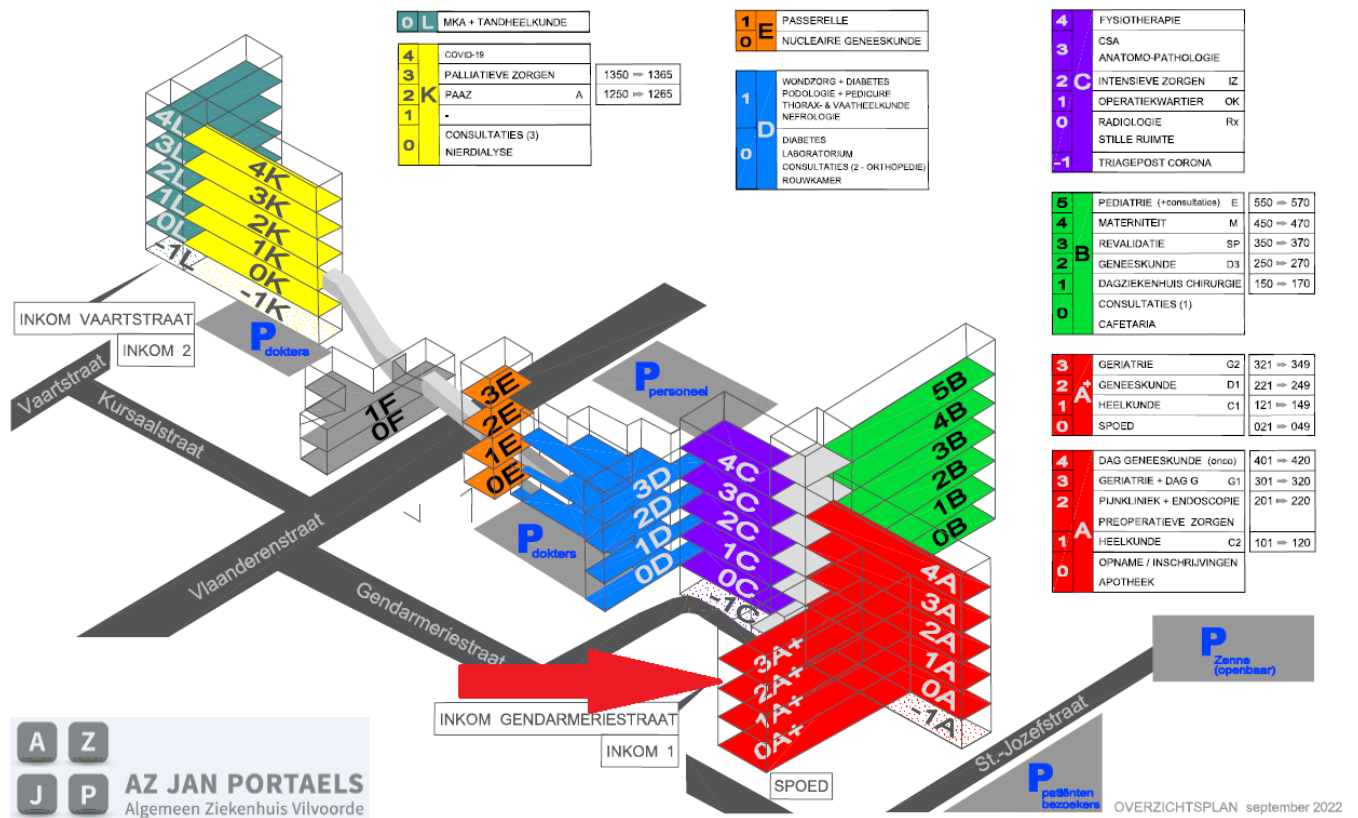 0 L MKA + TANDHEELKUNDE
4 COVID-19
3 PALLIATIEVE ZORGEN 1350 ⇒ 1365
2 K PAAZ A 1250 ⇒ 1265
1 -
0 CONSULTATIES (3)
NIERDIALYSE
1 E PASSERELLE
0 NUCLEAIRE GENEESKUNDE
1 D WONDZORG + DIABETES
PODOLOGIE + PEDICURE
THORAX- & VAATHEELKUNDE
NEFROLOGIE
0 DIABETES
LABORATORIUM
CONSULTATIES (2 - ORTHOPEDIE)
ROUWKAMER
4 C FYSIOTHERAPIE
3 CSA
ANATOMO-PATHOLOGIE
2 INTENSIEVE ZORGEN IZ
1 OPERATIEKWARTIER OK
0 RADIOLOGIE Rx
STILLE RUIMTE
-1 TRIAGEPOST CORONA
5 B PEDIATRIE (+consultaties) E 550 ⇒ 570
4 MATERNITEIT M 450 ⇒ 470
3 REVALIDATIE SP 350 ⇒ 370
2 GENEESKUNDE D3 250 ⇒ 270
1 DAGZIEKENHUIS CHIRURGIE 150 ⇒ 170
0 CONSULTATIES (1)
CAFETARIA
3 A+ GERIATRIE G2 321 ⇒ 349
2 GENEESKUNDE D1 221 ⇒ 249
1 HEELKUNDE C1 121 ⇒ 149
0 SPOED 021 ⇒ 049
4 A DAG GENEESKUNDE (onco) 401 ⇒ 420
3 GERIATRIE + DAG G G1 301 ⇒ 320
2 PIJNKLINIEK + ENDOSCOPIE 201 ⇒ 220
PREOPERATIEVE ZORGEN
1 HEELKUNDE C2 101 ⇒ 120
0 OPNAME / INSCHRIJVINGEN
APOTHEEK
4L
3L
2L
1L
0L
-1L
4K
3K
2K
1K
0K
-1K
INKOM VAARTSTRAAT
INKOM 2
P dokters
1F
0F
3E
2E
1E
0E
P personeel
P dokters
3D
2D
1D
0D
4C
3C
2C
1C
0C
-1C
5B
4B
3B
2B
1B
0B
4A
3A
2A
1A
0A
-1A
3A+
2A+
1A+
0A+
Vaartstraat
Kursaalstraat
Vlaanderenstraat
Gendarmeriestraat
INKOM GENDARMERIESTRAAT
INKOM 1
SPOED
St.-Jozefstraat
P Zenne
(openbaar)
P patiënten
bezoekers
A Z
J P
AZ JAN PORTAELS
Algemeen Ziekenhuis Vilvoorde
OVERZICHTSPLAN september 2022